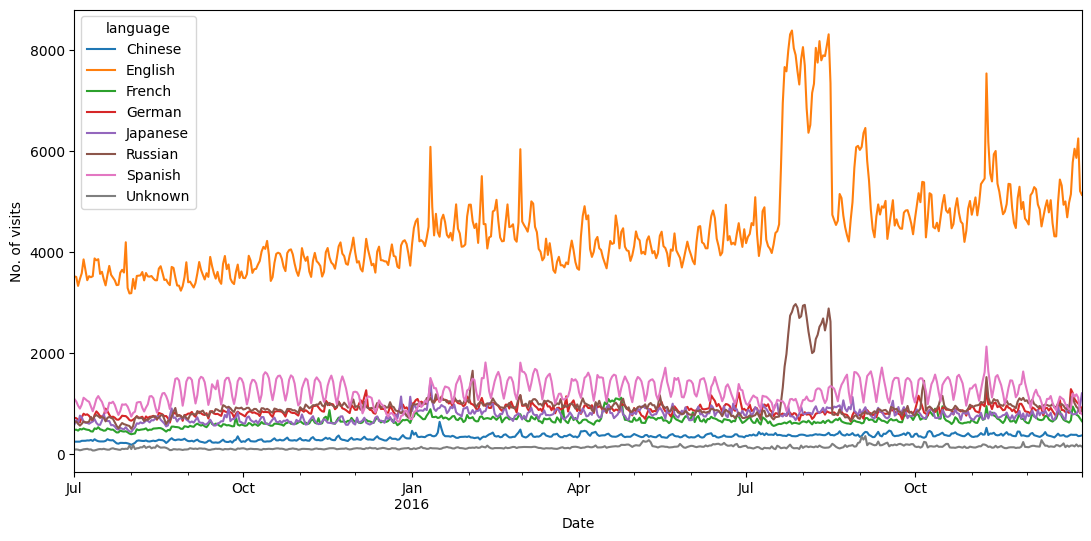 language
Chinese
English
French
German
Japanese
Russian
Spanish
Unknown
No. of visits
8000
6000
4000
2000
0
Jul
Oct
Jan
2016
Apr
Jul
Oct
Date